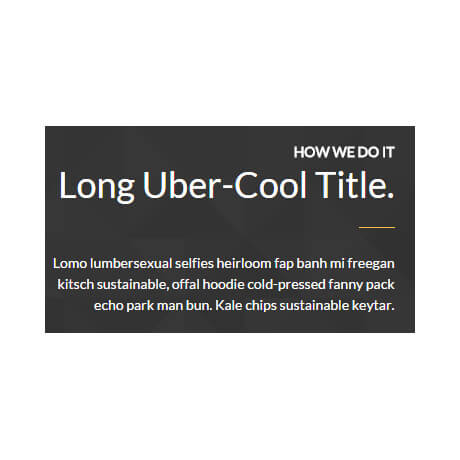 HOW WE DO IT
Long Uber-Cool Title.
Lomo lumbersexual selfies heirloom fap banh mi freegan
kitsch sustainable, offal hoodie cold-pressed fanny pack
echo park man bun. Kale chips sustainable keytar.